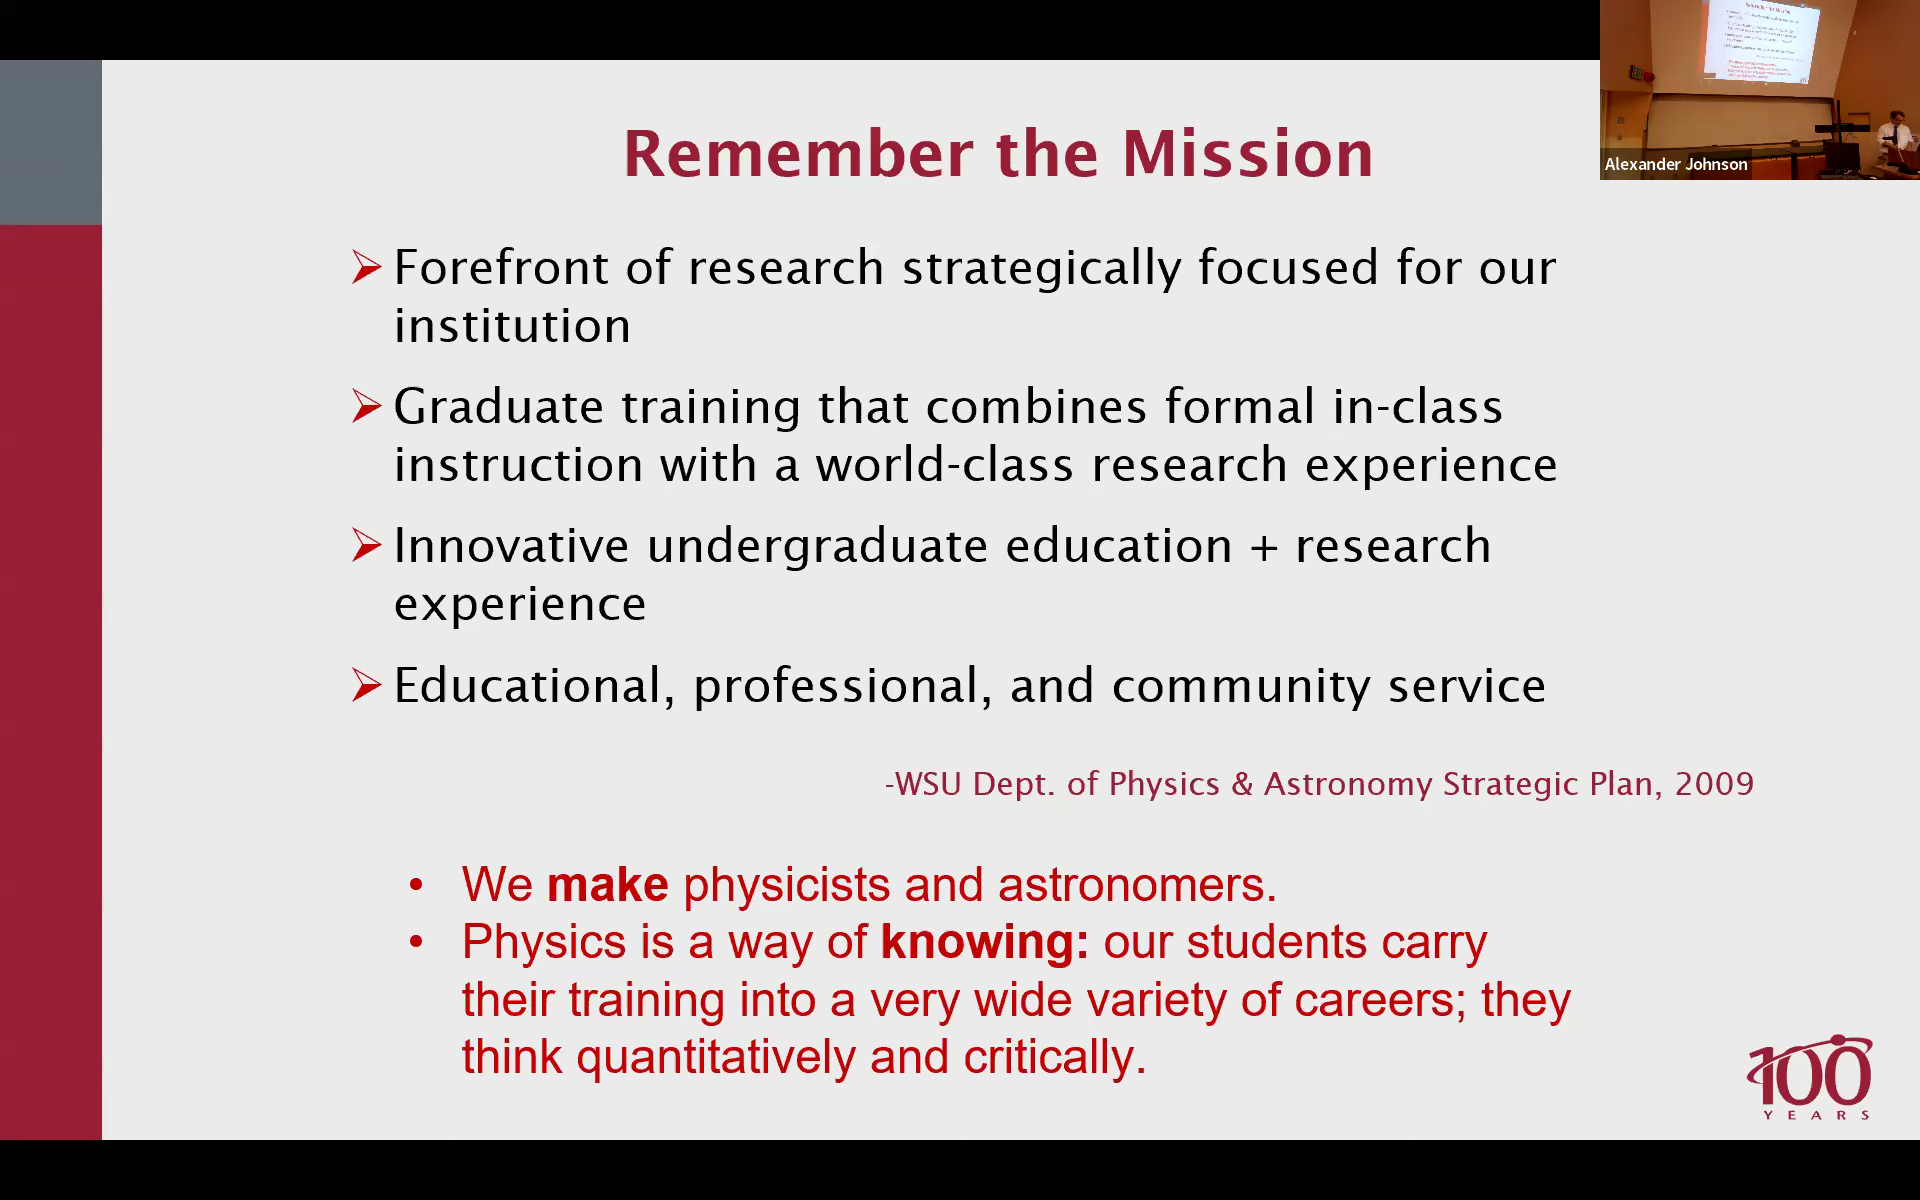 Remember the Mission
Alexander Johnson
➢ Forefront of research strategically focused for our
institution
➢ Graduate training that combines formal in-class
instruction with a world-class research experience
➢ Innovative undergraduate education + research
experience
➢ Educational, professional, and community service
-WSU Dept. of Physics & Astronomy Strategic Plan, 2009
• We make physicists and astronomers.
• Physics is a way of knowing: our students carry
their training into a very wide variety of careers; they
think quantitatively and critically.
100
YEARS